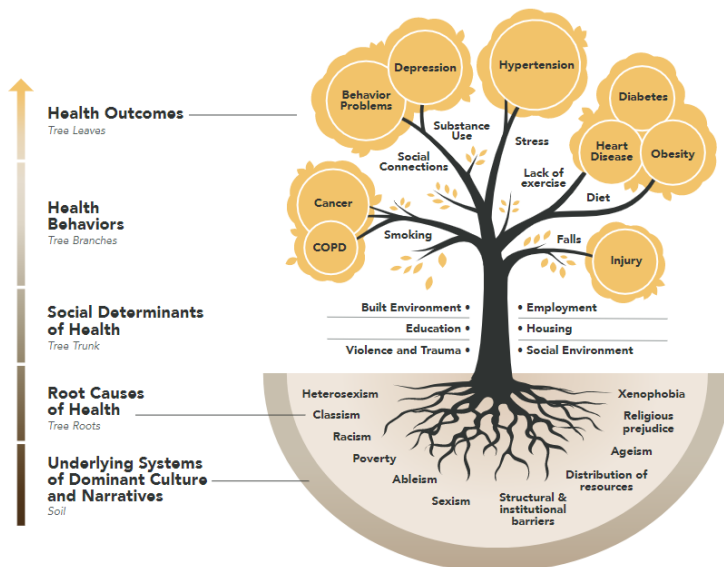 Health Outcomes
Tree Leaves
Health
Behaviors
Tree Branches
Social Determinants
of Health
Tree Trunk
Root Causes
of Health
Tree Roots
Underlying Systems
of Dominant Culture
and Narratives
Soil
Depression
Behavior
Problems
Hypertension
Diabetes
Heart
Disease
Obesity
Cancer
COPD
Injury
Substance
Use
Social
Connections
Stress
Lack of
exercise
Diet
Smoking
Falls
Built Environment •
Education •
Violence and Trauma •
• Employment
• Housing
• Social Environment
Heterosexism
Classism
Racism
Poverty
Ableism
Sexism
Structural &
institutional
barriers
Distribution of
resources
Ageism
Religious
prejudice
Xenophobia